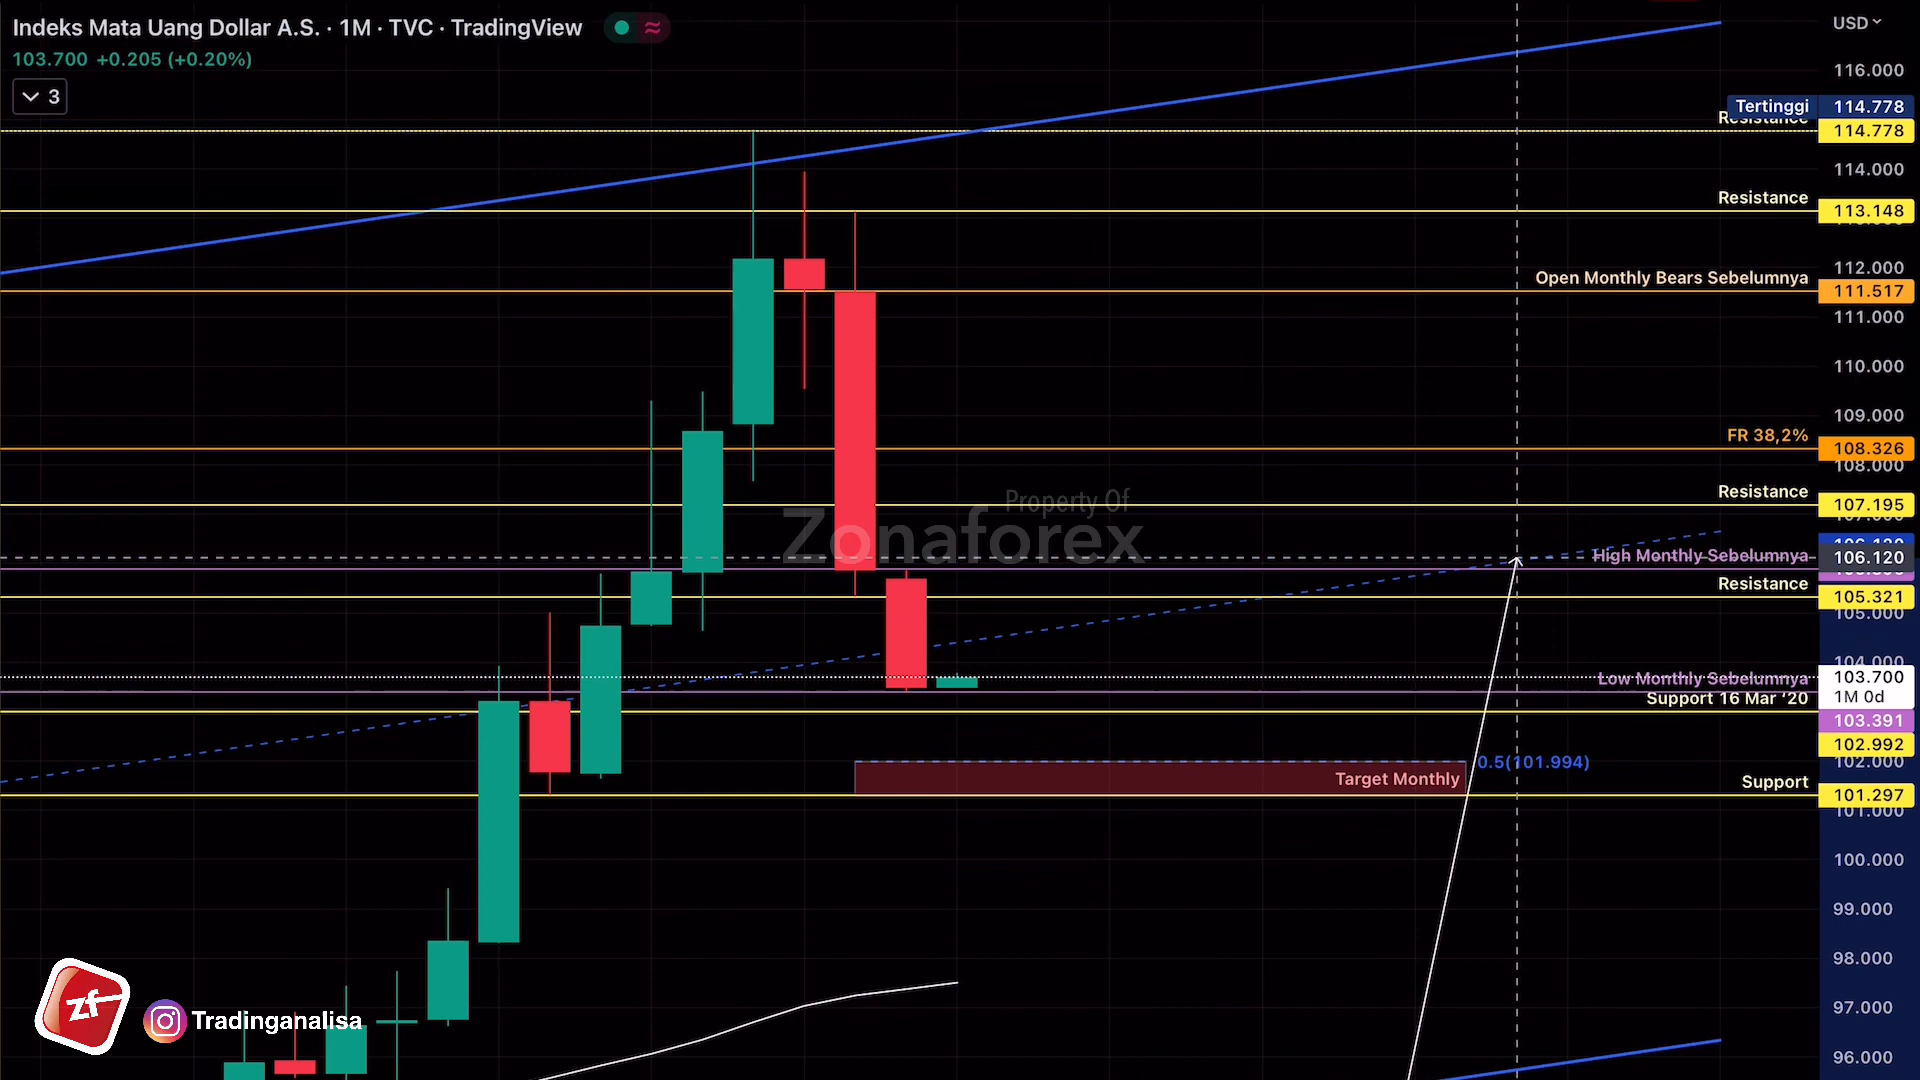 Indeks Mata Uang Dollar A.S. · 1M · TVC · TradingView
103.700 +0.205 (+0.20%)
3
USD
116.000
Tertinggi 114.778
Resistance 114.778
114.000
Resistance 113.148
112.000
Open Monthly Bears Sebelumnya 111.517
111.000
110.000
109.000
FR 38,2% 108.326
108.000
Resistance 107.195
Property Of
Zonaforex
High Monthly Sebelumnya 106.120
Resistance 105.321
105.000
104.000
Low Monthly Sebelumnya 103.700
Support 16 Mar ‘20 1M 0d
103.391
102.992
0.5(101.994) 102.000
Target Monthly
Support 101.297
101.000
100.000
99.000
98.000
97.000
96.000
zf
Tradinganalisa